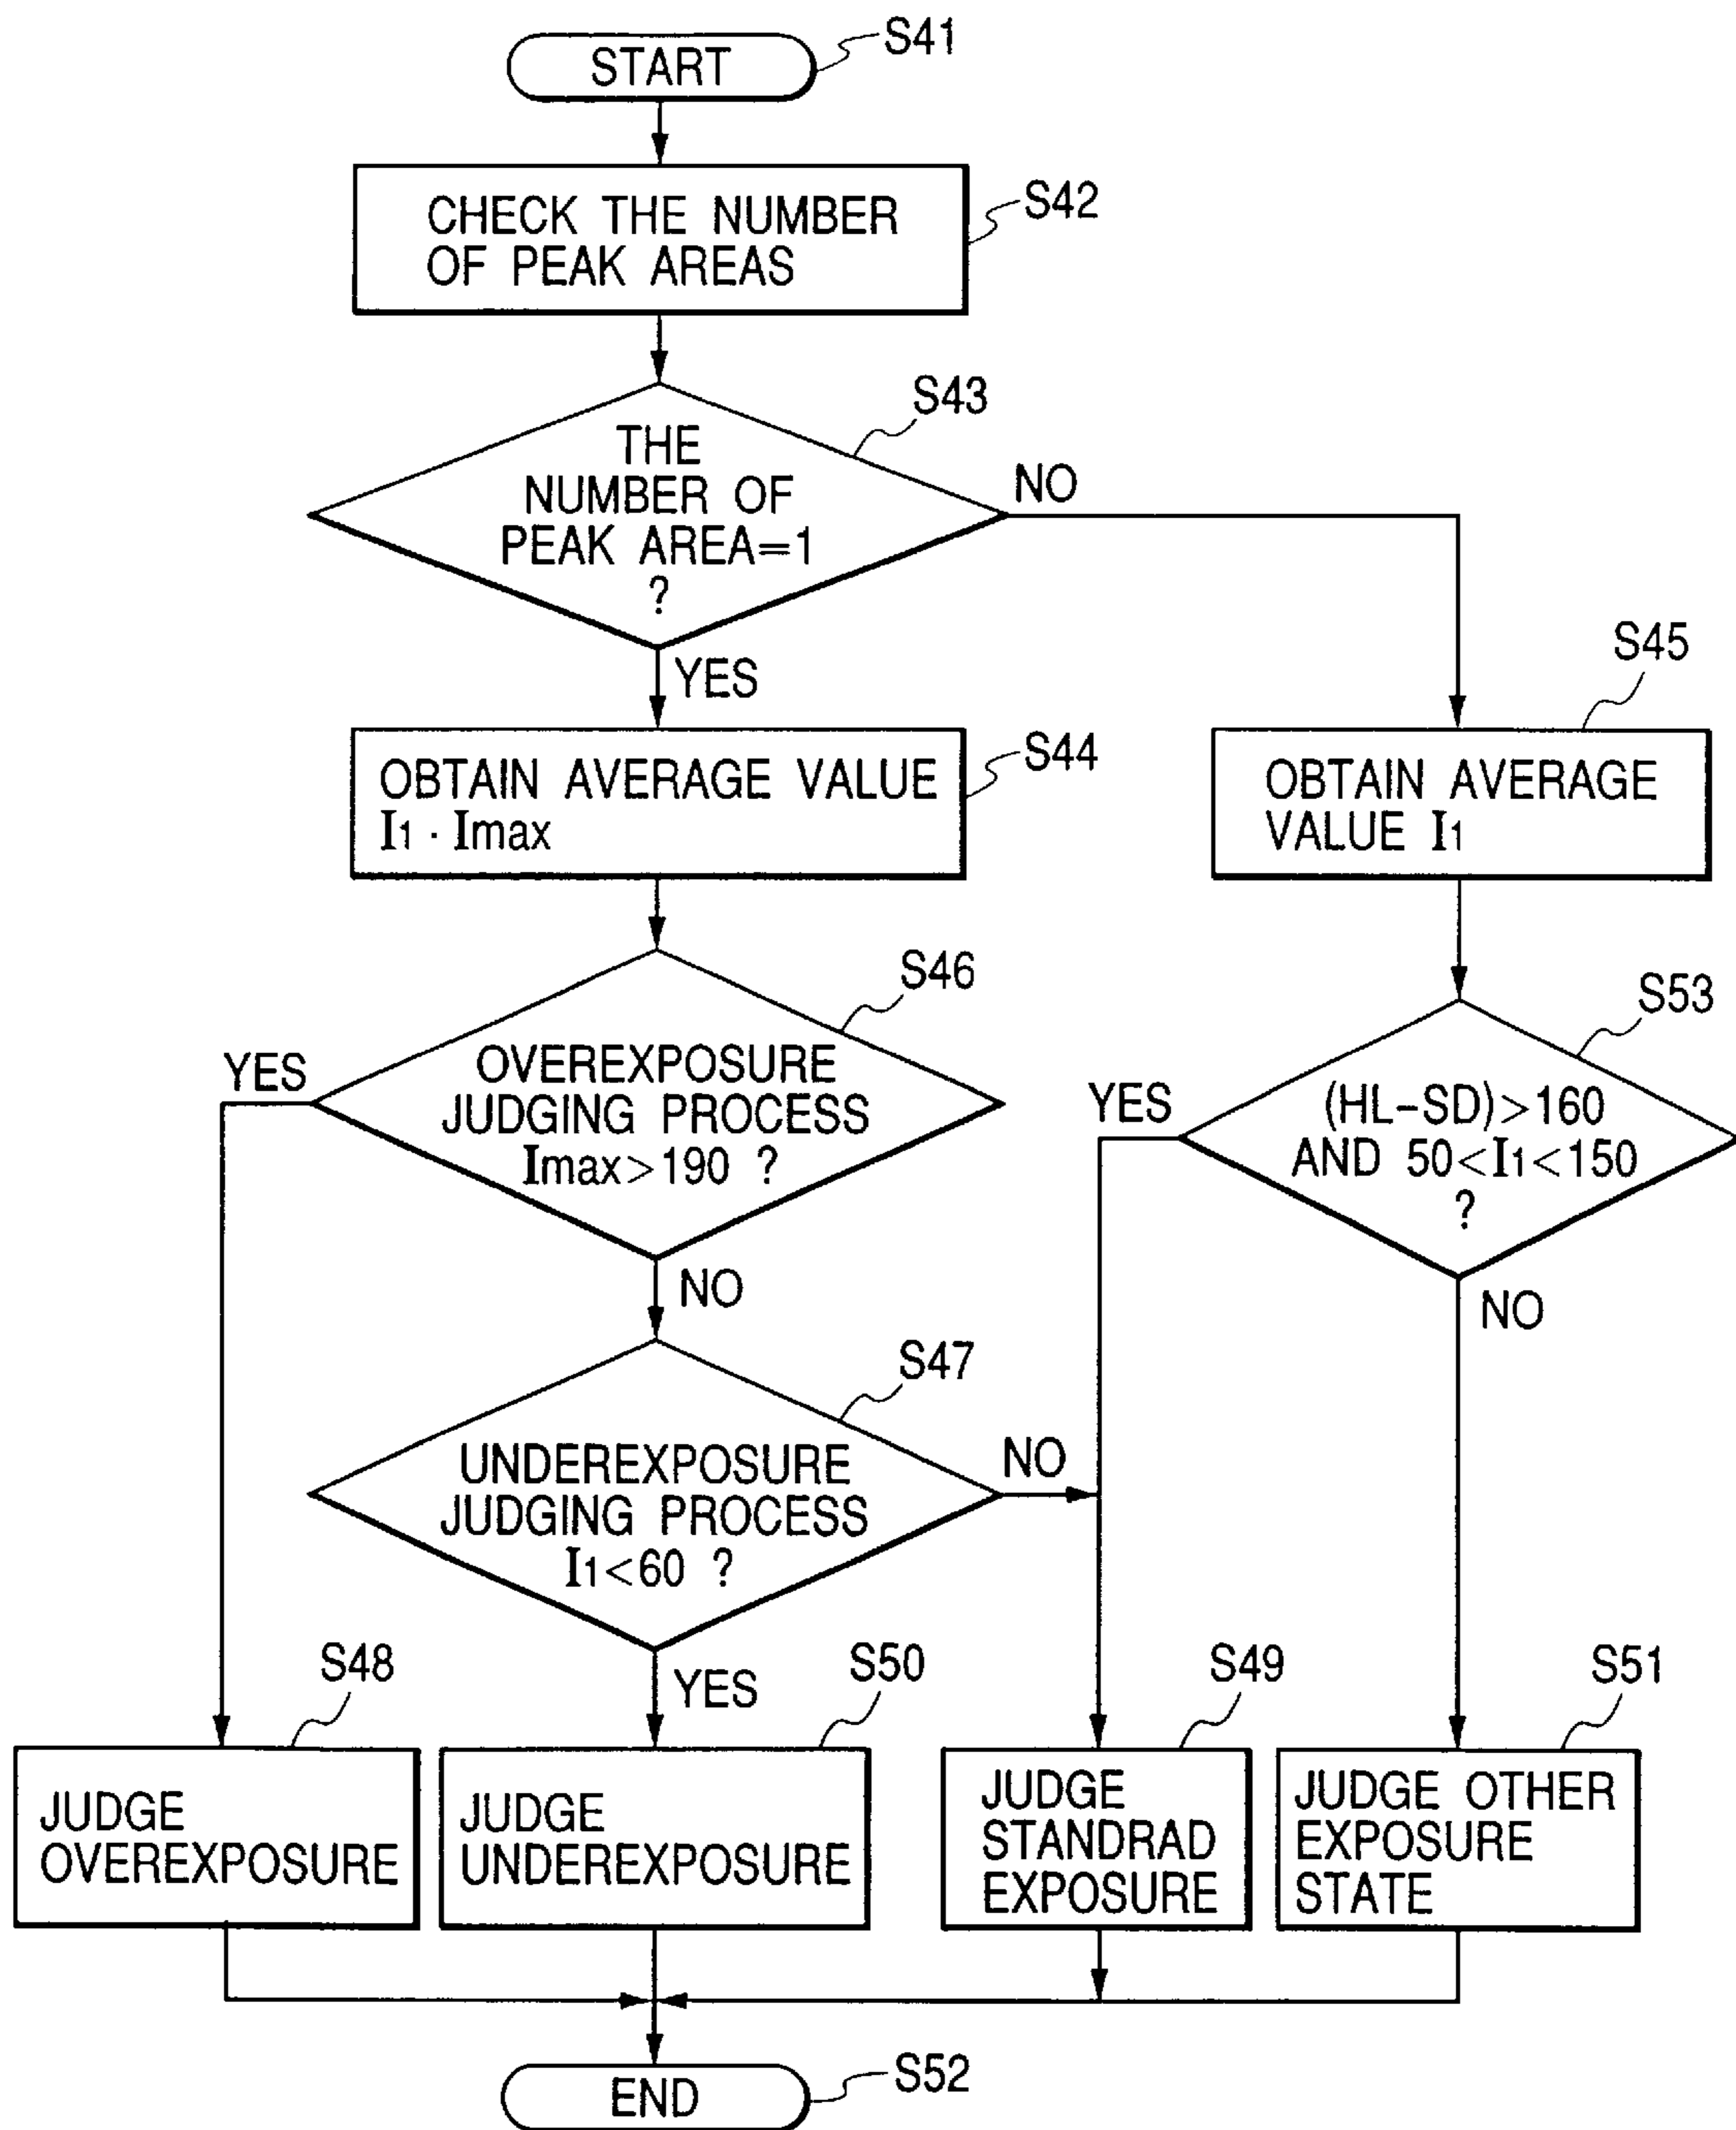 START
S41
CHECK THE NUMBER
OF PEAK AREAS
S42
THE
NUMBER OF
PEAK AREA=1
?
S43
NO
YES
OBTAIN AVERAGE VALUE
I1 · Imax
S44
OBTAIN AVERAGE
VALUE I1
S45
OVEREXPOSURE
JUDGING PROCESS
Imax>190 ?
S46
YES
NO
(HL-SD)>160
AND 50<I1<150
?
S53
YES
NO
UNDEREXPOSURE
JUDGING PROCESS
I1<60 ?
S47
NO
YES
JUDGE
OVEREXPOSURE
S48
JUDGE
UNDEREXPOSURE
S50
JUDGE
STANDRAD
EXPOSURE
S49
JUDGE OTHER
EXPOSURE
STATE
S51
END
S52